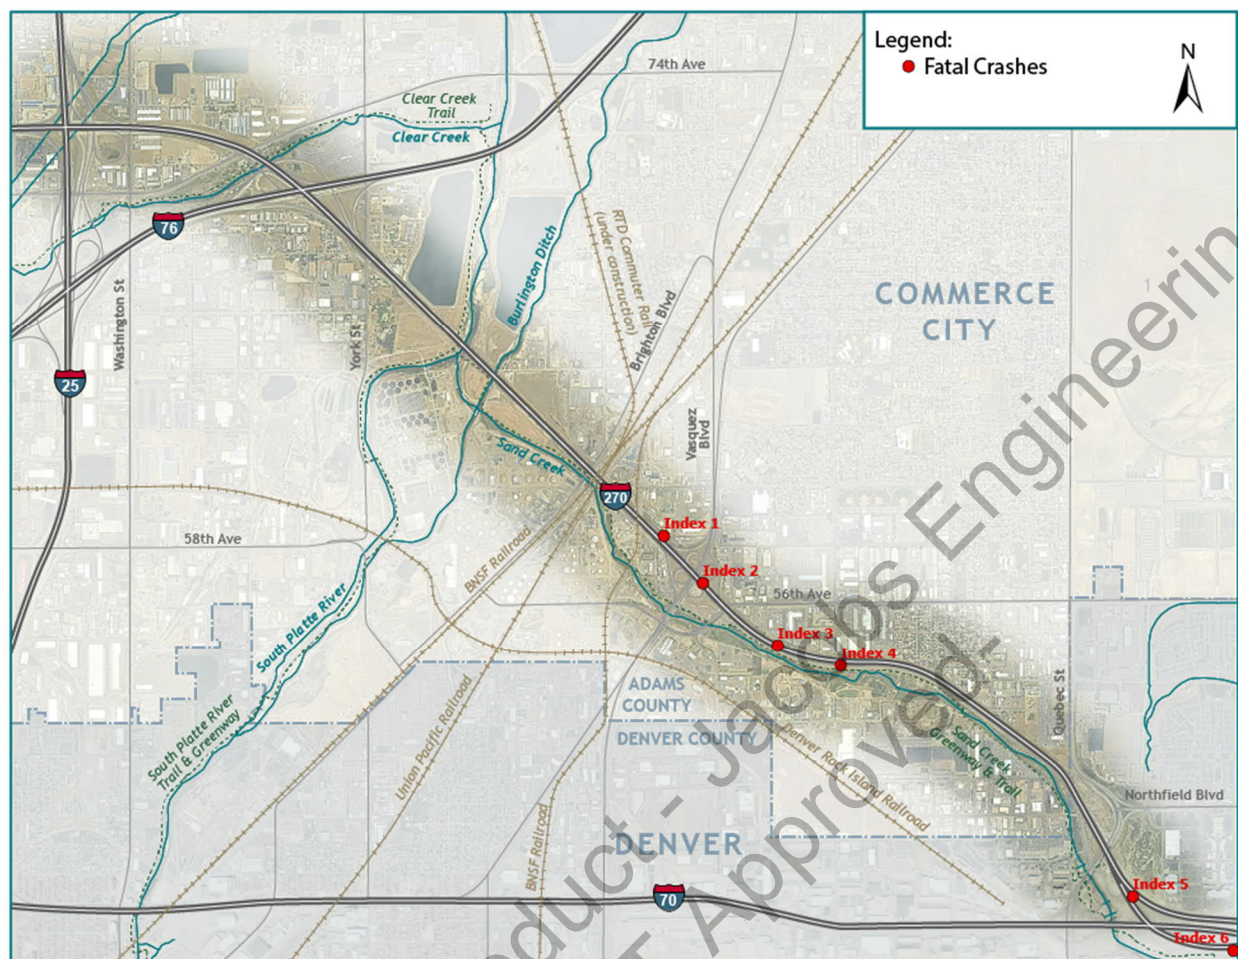 Legend:
Fatal Crashes
N
74th Ave
Clear Creek
Trail
Clear Creek
76
Washington St
York St
Burlington Ditch
RTD Commuter Rail
(under construction)
Brighton Blvd
COMMERCE
CITY
25
Vasquez
Blvd
Sand Creek
270
Index 1
58th Ave
BNSF Railroad
Index 2
56th Ave
South Platte River
Index 3
Index 4
ADAMS
COUNTY
DENVER COUNTY
Quebec St
South Platte River
Trail & Greenway
Union Pacific Railroad
Sand Creek
Greenway & Trail
Denver Rock Island Railroad
Northfield Blvd
BNSF Railroad
DENVER
70
Index 5
Index 6
oduct - Jacobs Engineerin
T Approved-